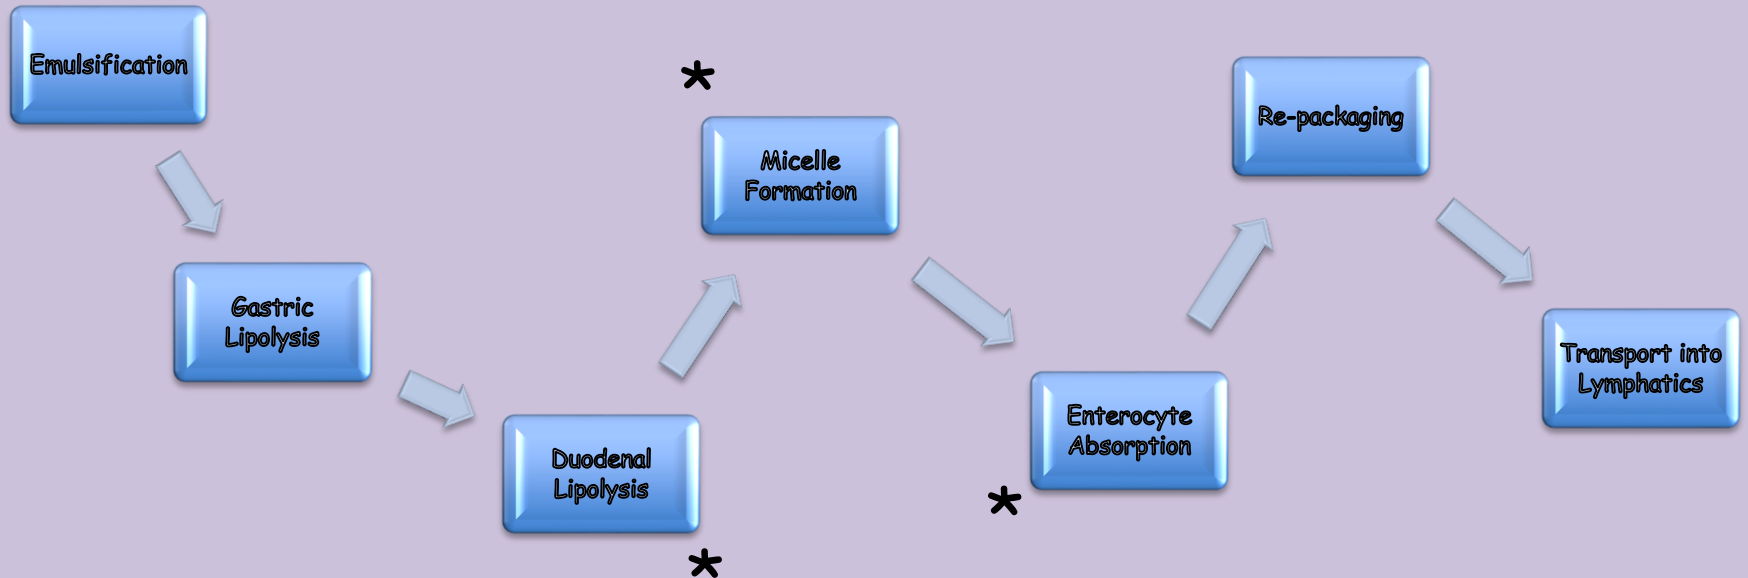 Emulsification
Gastric
Lipolysis
Duodenal
Lipolysis
*
*
Micelle
Formation
Enterocyte
Absorption
*
Re-packaging
Transport into
Lymphatics